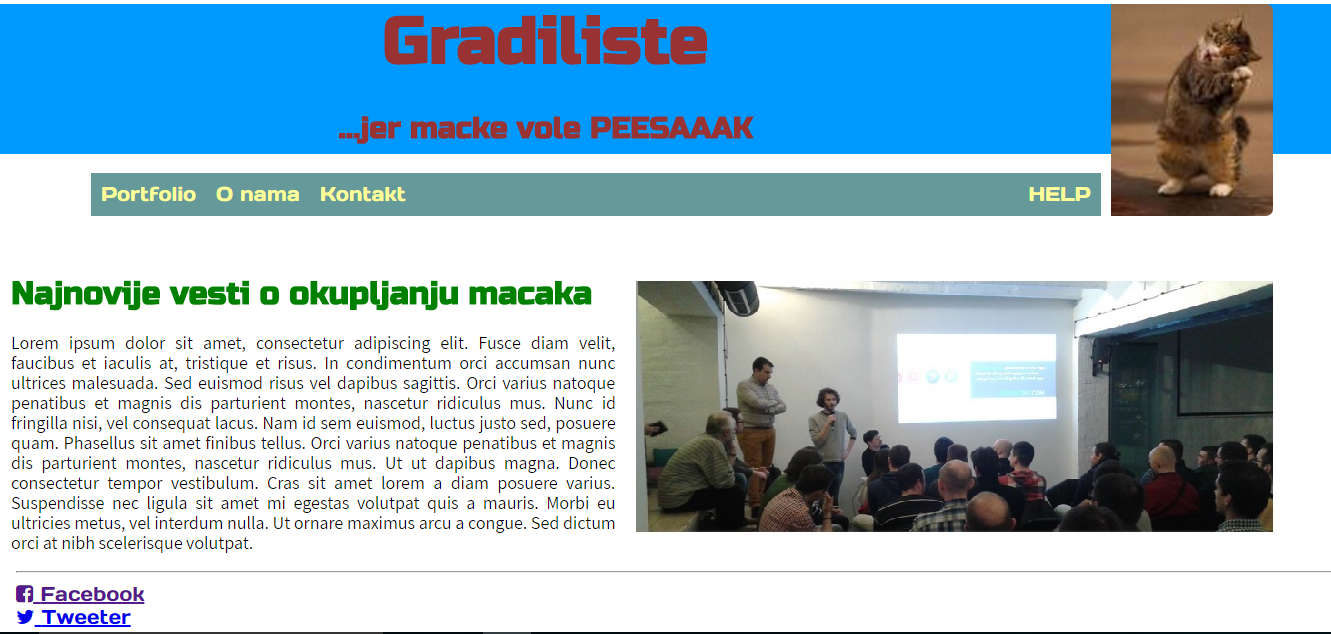 Gradiliste
...jer macke vole PEESAAAK
Portfolio O nama Kontakt HELP
Najnovije vesti o okupljanju macaka
Lorem ipsum dolor sit amet, consectetur adipiscing elit. Fusce diam velit,
faucibus et iaculis at, tristique et risus. In condimentum orci accumsan nunc
ultrices malesuada. Sed euismod risus vel dapibus sagittis. Orci varius natoque
penatibus et magnis dis parturient montes, nascetur ridiculus mus. Nunc id
fringilla nisi, vel consequat lacus. Nam id sem euismod, luctus justo sed, posuere
quam. Phasellus sit amet finibus tellus. Orci varius natoque penatibus et magnis
dis parturient montes, nascetur ridiculus mus. Ut ut dapibus magna. Donec
consectetur tempor vestibulum. Cras sit amet lorem a diam posuere varius.
Suspendisse nec ligula sit amet mi egestas volutpat quis a mauris. Morbi eu
ultricies metus, vel interdum nulla. Ut ornare maximus arcu a congue. Sed dictum
orci at nibh scelerisque volutpat.
Facebook
Tweeter